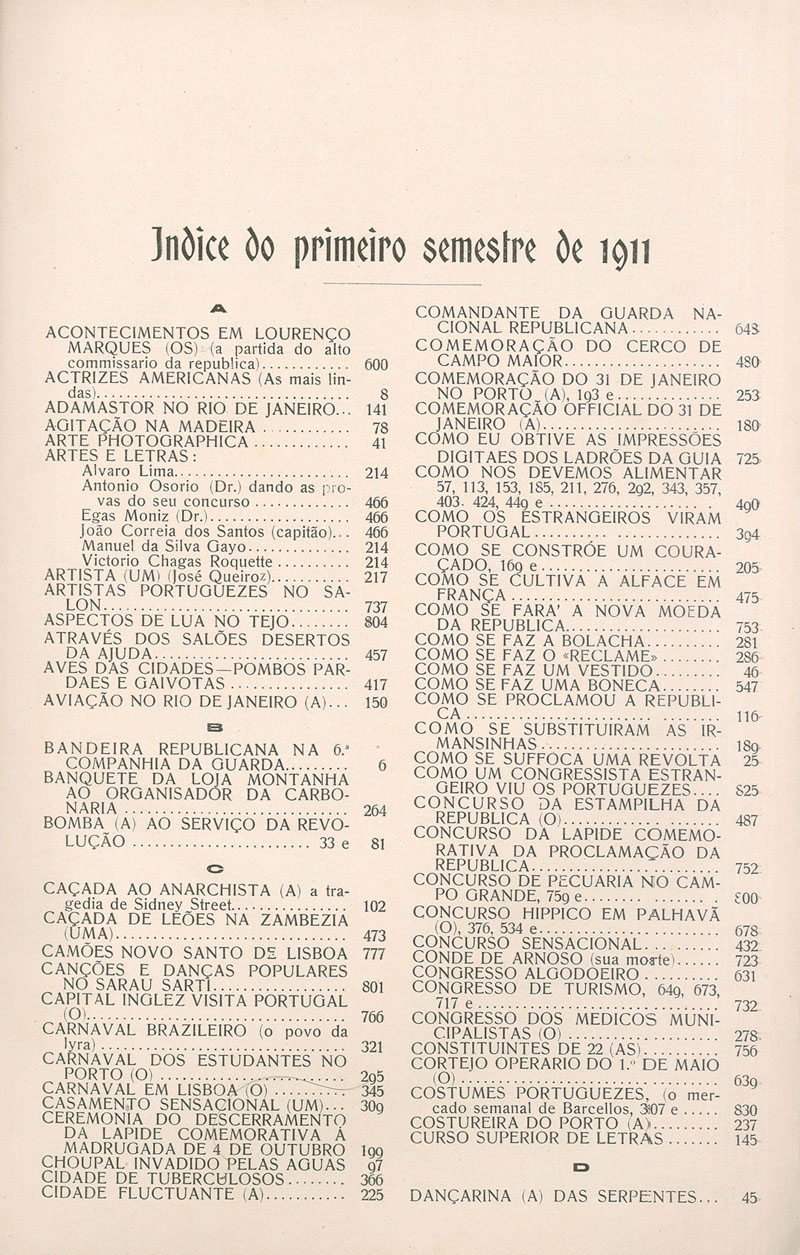 Indice do primeiro semestre de 1911
A
ACONTECIMENTOS EM LOURENÇO
MARQUES (OS) (a partida do alto
commissario da republica)............ 600
ACTRIZES AMERICANAS (As mais lin-
das).................................. 8
ADAMASTOR NO RIO DE JANEIRO... 141
AGITAÇÃO NA MADEIRA ............ 78
ARTE PHOTOGRAPHICA ............. 41
ARTES E LETRAS:
Alvaro Lima........................ 214
Antonio Osorio (Dr.) dando as pro-
vas do seu concurso ............. 466
Egas Moniz (Dr.)................... 466
João Correia dos Santos (capitão)... 466
Manuel da Silva Gayo.............. 214
Victorio Chagas Roquette .......... 214
ARTISTA (UM) (José Queiroz).......... 217
ARTISTAS PORTUGUEZES NO SA-
LON................................. 737
ASPECTOS DE LUA NO TEJO........ 804
ATRAVÉS DOS SALÕES DESERTOS
DA AJUDA.......................... 457
AVES DAS CIDADES—POMBOS PAR-
DAES E GAIVOTAS ................ 417
AVIAÇÃO NO RIO DE JANEIRO (A)... 150
B
BANDEIRA REPUBLICANA NA 6.ª
COMPANHIA DA GUARDA........ 6
BANQUETE DA LOJA MONTANHA
AO ORGANISADOR DA CARBO-
NARIA .............................. 264
BOMBA (A) AO SERVIÇO DA REVO-
LUÇÃO ........................ 33 e 81
C
CAÇADA AO ANARCHISTA (A) a tra-
gedia de Sidney Street............... 102
CAÇADA DE LEÕES NA ZAMBEZIA
(UMA)............................... 473
CAMÕES NOVO SANTO DE LISBOA 777
CANÇÕES E DANÇAS POPULARES
NO SARAU SARTI.................. 801
CAPITAL INGLEZ VISITA PORTUGAL
(O)................................... 766
CARNAVAL BRAZILEIRO (o povo da
lyra) ................................. 321
CARNAVAL DOS ESTUDANTES NO
PORTO (O) ......................... 295
CARNAVAL EM LISBOA (O) .......... 345
CASAMENTO SENSACIONAL (UM)... 309
CEREMONIA DO DESCERRAMENTO
DA LAPIDE COMEMORATIVA Á
MADRUGADA DE 4 DE OUTUBRO 199
CHOUPAL INVADIDO PELAS AGUAS 97
CIDADE DE TUBERCULOSOS........ 366
CIDADE FLUCTUANTE (A)........... 225
COMANDANTE DA GUARDA NA-
CIONAL REPUBLICANA............ 648
COMEMORAÇÃO DO CERCO DE
CAMPO MAIOR..................... 480
COMEMORAÇÃO DO 31 DE JANEIRO
NO PORTO (A), 193 e.............. 253
COMEMORAÇÃO OFFICIAL DO 31 DE
JANEIRO (A)........................ 180
COMO EU OBTIVE AS IMPRESSÕES
DIGITAES DOS LADRÕES DA GUIA 725
COMO NOS DEVEMOS ALIMENTAR
57, 113, 153, 185, 211, 276, 292, 343, 357,
403. 424, 449 e ................... . 490
COMO OS ESTRANGEIROS VIRAM
PORTUGAL......................... 394
COMO SE CONSTRÓE UM COURA-
ÇADO, 169 e........................ 205
COMO SE CULTIVA A ALFACE EM
FRANÇA ............................ 475
COMO SE FARA' A NOVA MOEDA
DA REPUBLICA..................... 753
COMO SE FAZ A BOLACHA.......... 281
COMO SE FAZ O «RECLAME» ........ 286
COMO SE FAZ UM VESTIDO......... 46
COMO SE FAZ UMA BONECA........ 547
COMO SE PROCLAMOU A REPUBLI-
CA .................................. 116
COMO SE SUBSTITUIRAM AS IR-
MANSINHAS ........................ 189
COMO SE SUFFOCA UMA REVOLTA 25
COMO UM CONGRESSISTA ESTRAN-
GEIRO VIU OS PORTUGUEZES.... 825
CONCURSO DA ESTAMPILHA DA
REPUBLICA (O)..................... 487
CONCURSO DA LAPIDE COMEMO-
RATIVA DA PROCLAMAÇÃO DA
REPUBLICA......................... 752
CONCURSO DE PECUARIA NO CAM-
PO GRANDE, 759 e................. 800
CONCURSO HIPPICO EM PALHAVÃ
(O), 376, 534 e....................... 678
CONCURSO SENSACIONAL.......... 432
CONDE DE ARNOSO (sua morte)...... 723
CONGRESSO ALGODOEIRO .......... 631
CONGRESSO DE TURISMO, 649, 673,
717 e ................................ 732
CONGRESSO DOS MEDICOS MUNI-
CIPALISTAS (O) .................... 278
CONSTITUINTES DE 22 (AS).......... 756
CORTEJO OPERARIO DO 1.º DE MAIO
(O) .................................. 639
COSTUMES PORTUGUEZES, (o mer-
cado semanal de Barcellos, 307 e ..... 830
COSTUREIRA DO PORTO (A)......... 237
CURSO SUPERIOR DE LETRAS ....... 145
D
DANÇARINA (A) DAS SERPENTES... 45